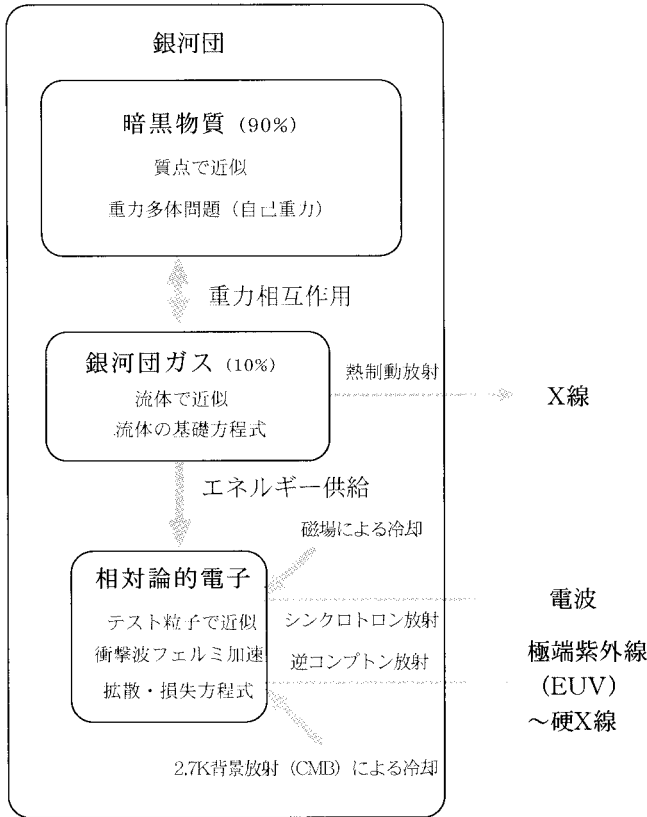 銀河団
暗黒物質 (90%)
質点で近似
重力多体問題（自己重力）
重力相互作用
銀河団ガス (10%)
流体で近似
流体の基礎方程式
熱制動放射
X線
エネルギー供給
磁場による冷却
相対論的電子
テスト粒子で近似
衝撃波フェルミ加速
拡散・損失方程式
シンクロトロン放射
電波
逆コンプトン放射
極端紫外線
(EUV)
～硬X線
2.7K背景放射（CMB）による冷却